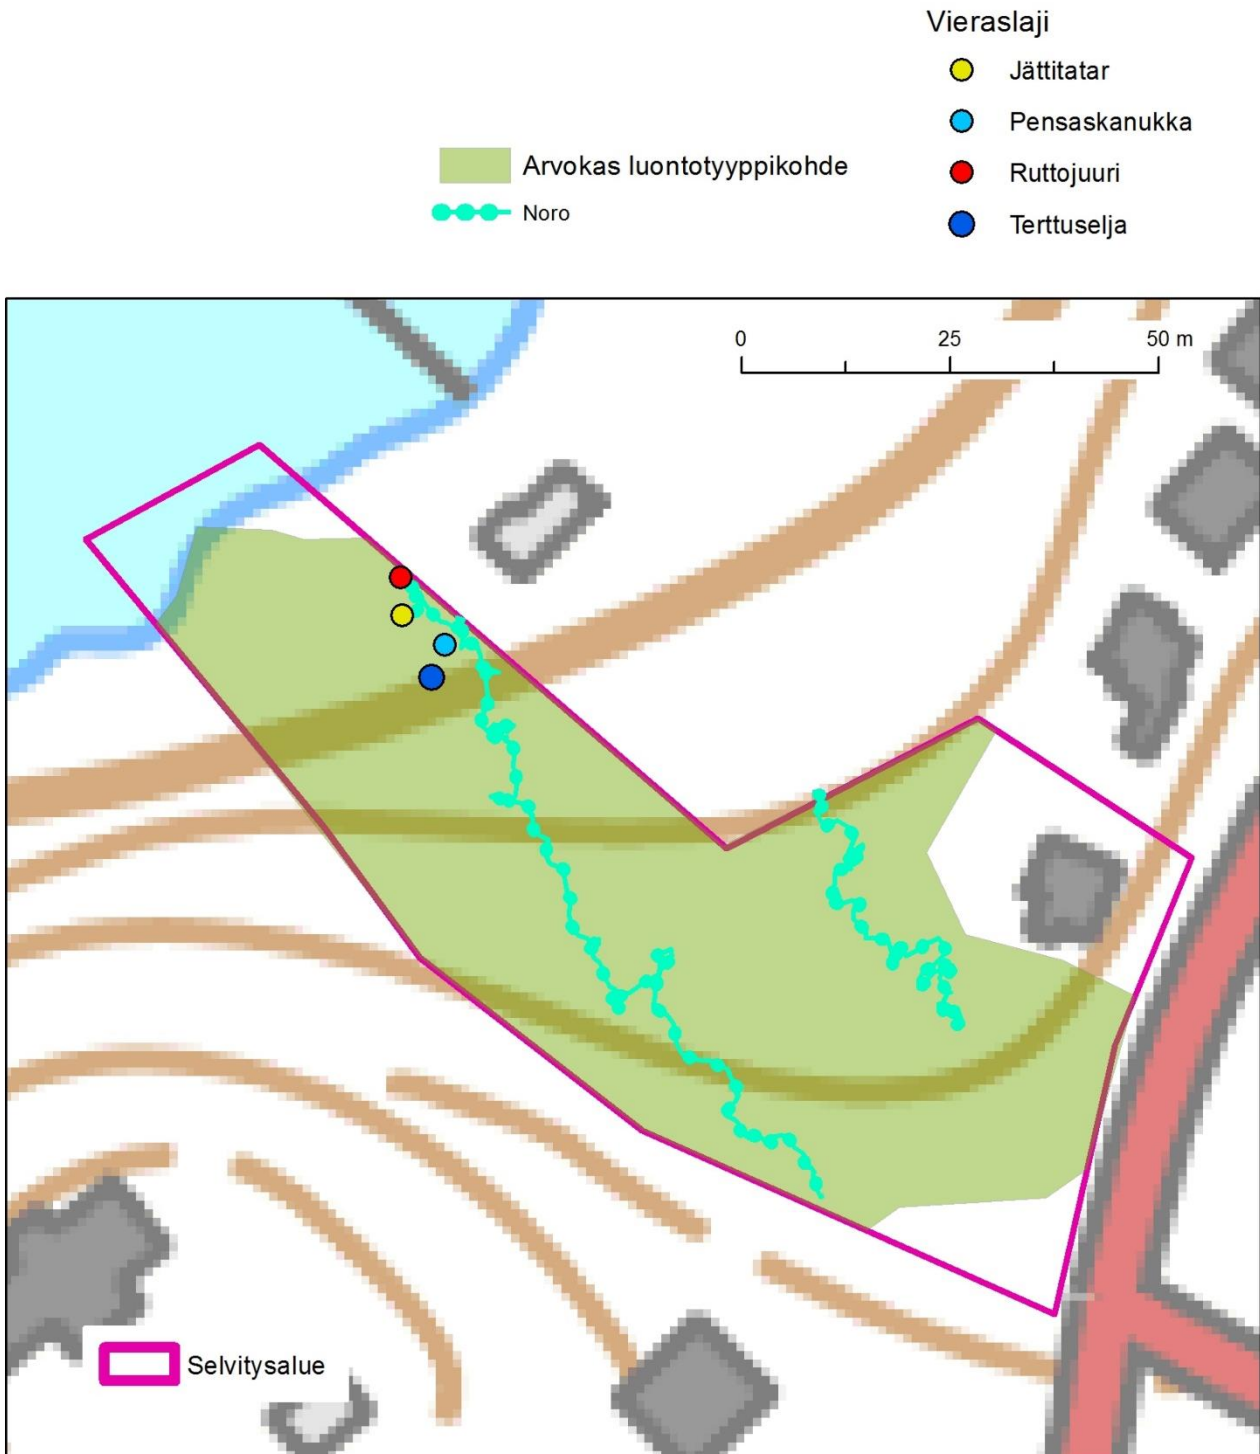 Vieraslaji
Jättitatar
Pensaskanukka
Ruttojuuri
Terttuselja
Arvokas luontotyyppikohde
Noro
0 25 50 m
Selvitysalue